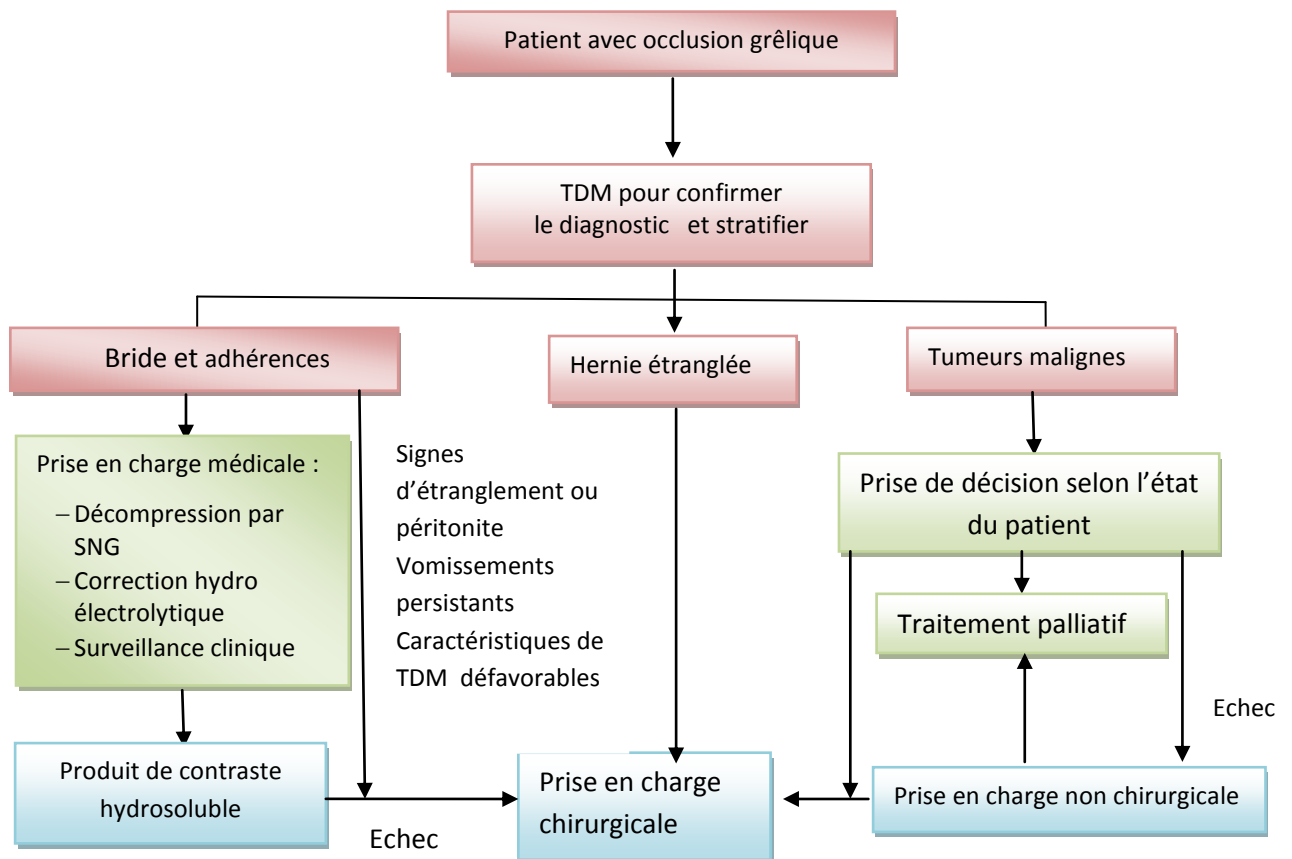 Patient avec occlusion grêlique
TDM pour confirmer
le diagnostic et stratifier
Bride et adhérences
Hernie étranglée
Tumeurs malignes
Prise en charge médicale :
– Décompression par
SNG
– Correction hydro
électrolytique
– Surveillance clinique
Signes
d’étranglement ou
péritonite
Vomissements
persistants
Caractéristiques de
TDM défavorables
Prise de décision selon l’état
du patient
Traitement palliatif
Echec
Produit de contraste
hydrosoluble
Echec
Prise en charge
chirurgicale
Prise en charge non chirurgicale